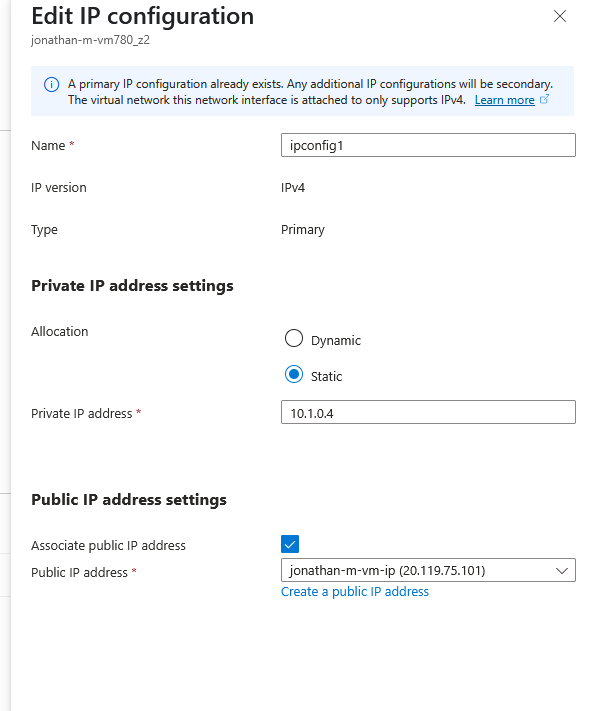 Edit IP configuration
jonathan-m-vm780_z2
A primary IP configuration already exists. Any additional IP configurations will be secondary.
The virtual network this network interface is attached to only supports IPv4. Learn more
Name *
ipconfig1
IP version
IPv4
Type
Primary
Private IP address settings
Allocation
Dynamic
Static
Private IP address *
10.1.0.4
Public IP address settings
Associate public IP address
Public IP address *
jonathan-m-vm-ip (20.119.75.101)
Create a public IP address